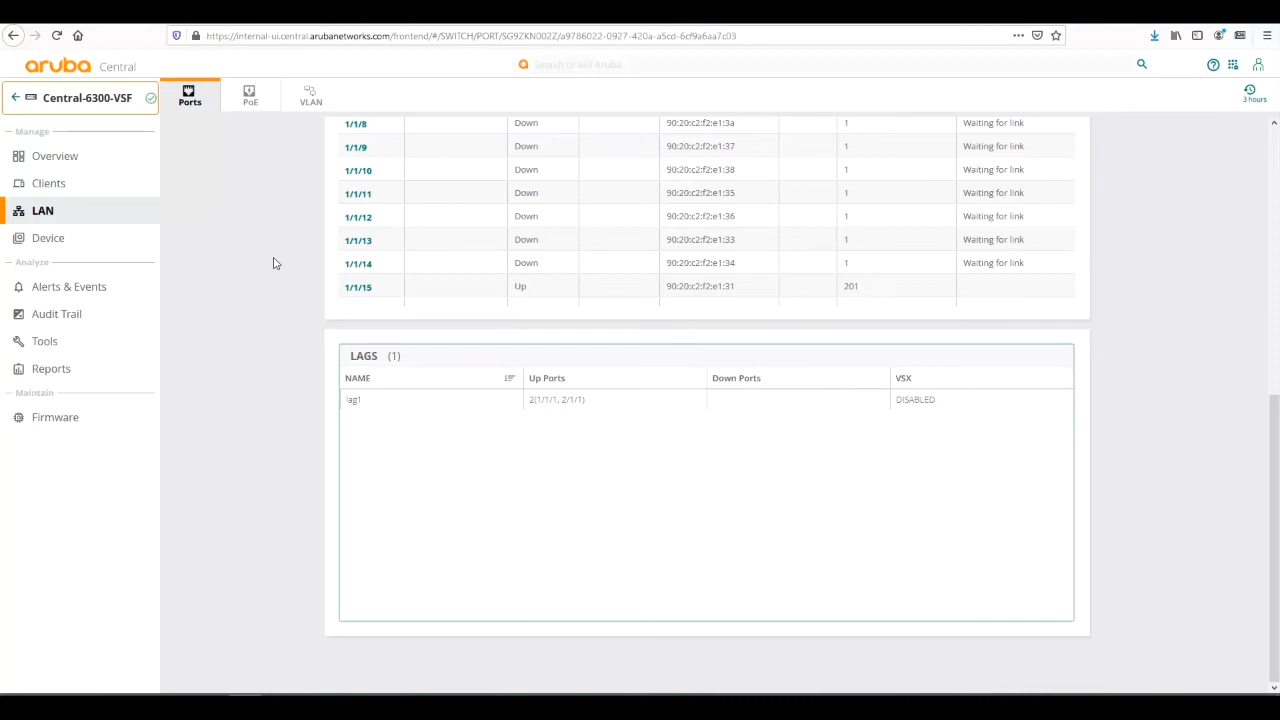 https://internal-ui.central.arubanetworks.com/frontend/#/SWITCH/PORT/SG9ZKN002Z/a9786022-0927-420a-a5cd-6cf9a6aa7c03
aruba Central
Search or ask Aruba
Central-6300-VSF
Ports
PoE
VLAN
3 hours
Manage
Overview
Clients
LAN
Device
Analyze
Alerts & Events
Audit Trail
Tools
Reports
Maintain
Firmware
1/1/8 Down 90:20:c2:f2:e1:3a 1 Waiting for link
1/1/9 Down 90:20:c2:f2:e1:37 1 Waiting for link
1/1/10 Down 90:20:c2:f2:e1:38 1 Waiting for link
1/1/11 Down 90:20:c2:f2:e1:35 1 Waiting for link
1/1/12 Down 90:20:c2:f2:e1:36 1 Waiting for link
1/1/13 Down 90:20:c2:f2:e1:33 1 Waiting for link
1/1/14 Down 90:20:c2:f2:e1:34 1 Waiting for link
1/1/15 Up 90:20:c2:f2:e1:31 201
LAGS (1)
NAME Up Ports Down Ports VSX
lag1 2(1/1/1, 2/1/1) DISABLED